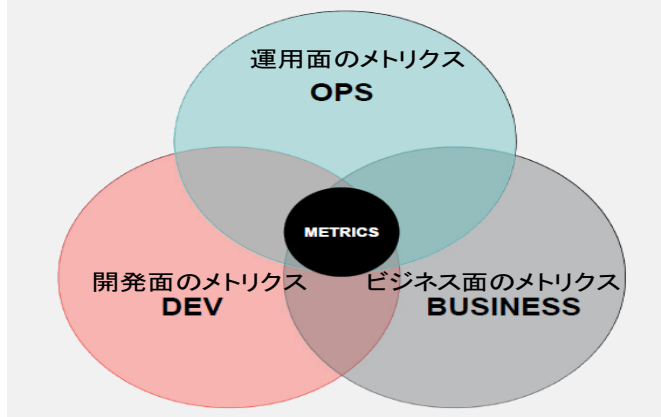 運用面のメトリクス
OPS
METRICS
開発面のメトリクス
DEV
ビジネス面のメトリクス
BUSINESS